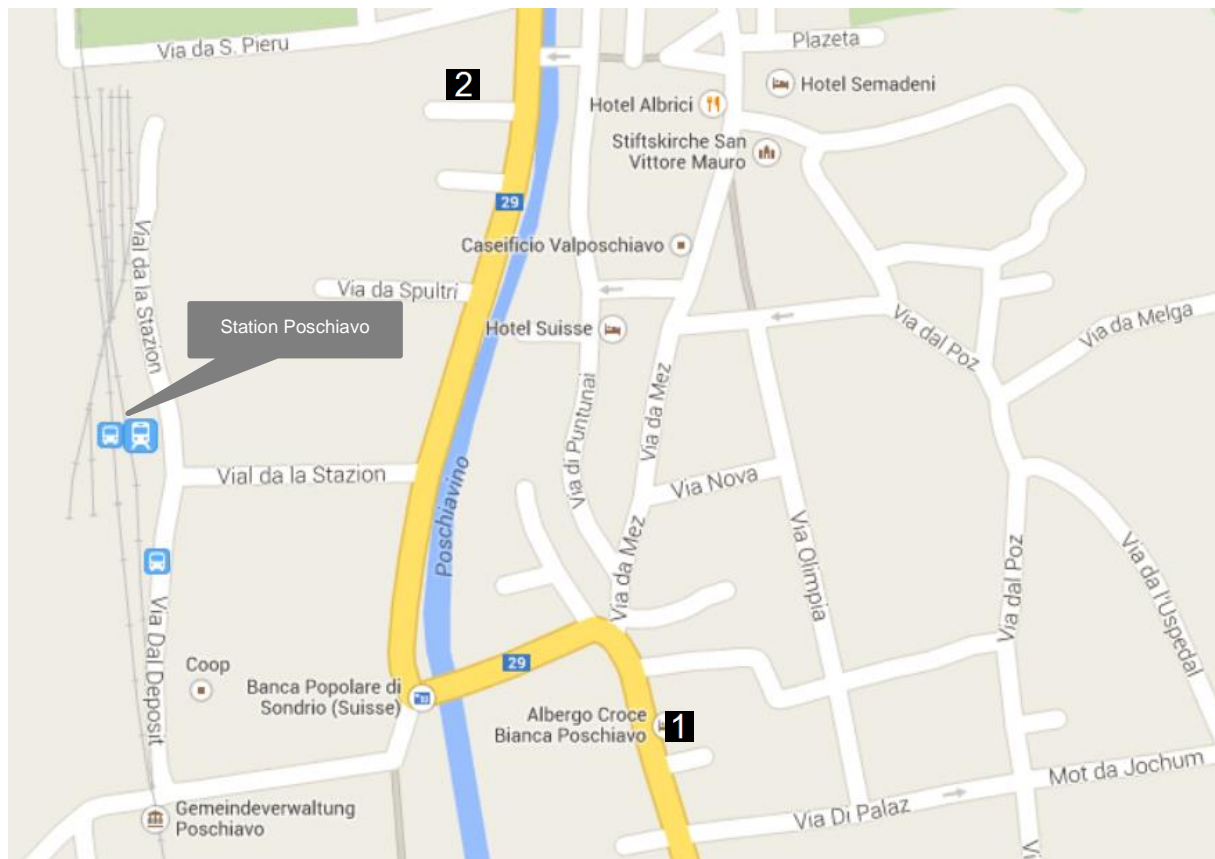 Via da S. Pieru
Plazeta
2
Hotel Semadeni
Hotel Albrici
Stiftskirche San
Vittore Mauro
29
Vial da la Stazion
Caseificio Valposchiavo
Via da Spultri
Station Poschiavo
Hotel Suisse
Via dal Poz
Via da Melga
Via di Puntunai
Via da Mez
Vial da la Stazion
Via Nova
Poschiavino
Via da Mez
Via Olimpia
Via dal Poz
Via da l'Uspedal
Via Dal Deposit
Coop
29
Banca Popolare di
Sondrio (Suisse)
Albergo Croce
Bianca Poschiavo
1
Mot da Jochum
Via Di Palaz
Gemeindeverwaltung
Poschiavo